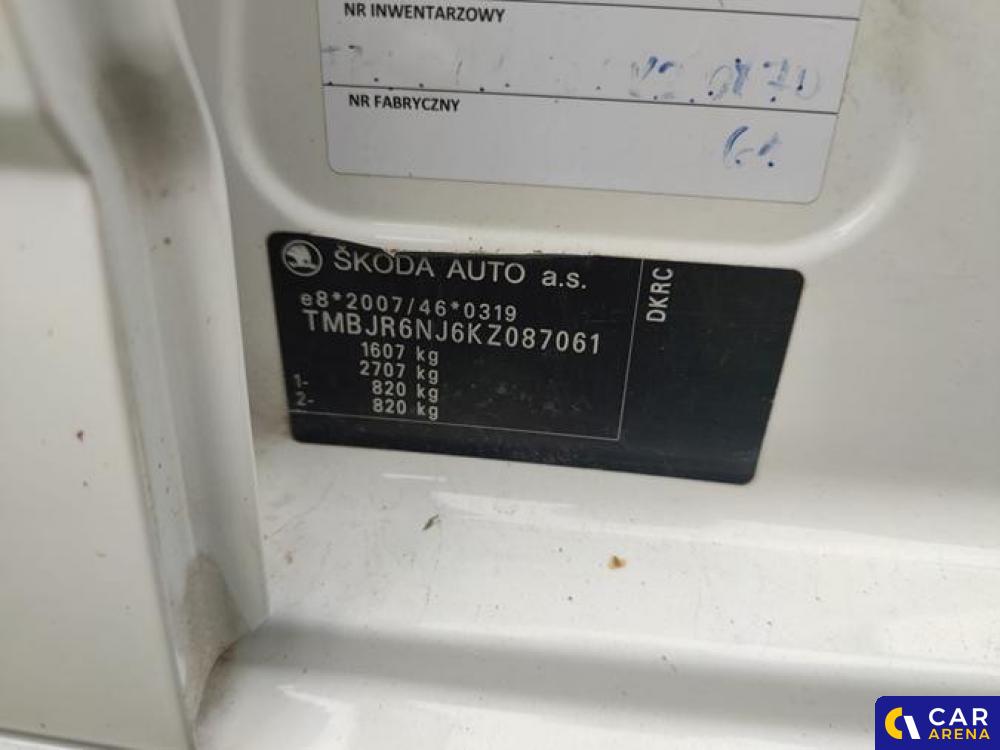 NR INWENTARZOWY
NR FABRYCZNY
ŠKODA AUTO a.s.
e8*2007/46*0319
TMBJR6NJ6KZ087061
1607 kg
2707 kg
1- 820 kg
2- 820 kg
DKRC
CAR
ARENA